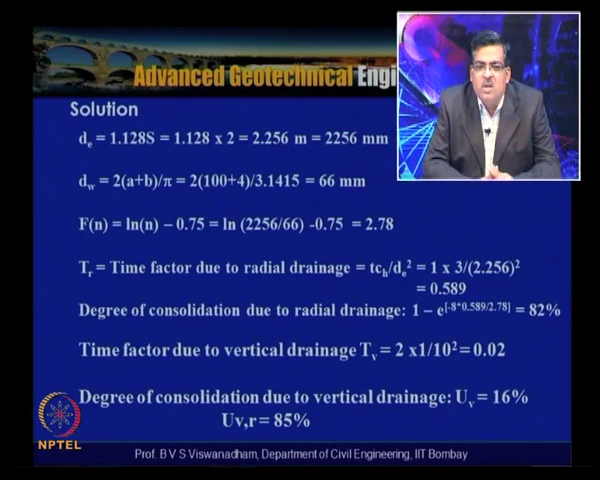 Advanced Geotechnical Engi
Solution
dₑ = 1.128S = 1.128 x 2 = 2.256 m = 2256 mm
d_w = 2(a+b)/π = 2(100+4)/3.1415 = 66 mm
F(n) = ln(n) – 0.75 = ln (2256/66) -0.75 = 2.78
Tᵣ = Time factor due to radial drainage = tcₕ/dₑ² = 1 x 3/(2.256)²
= 0.589
Degree of consolidation due to radial drainage: 1 – e^[-8*0.589/2.78] = 82%
Time factor due to vertical drainage Tᵥ = 2 x1/10² = 0.02
Degree of consolidation due to vertical drainage: Uᵥ = 16%
Uv,r = 85%
NPTEL
Prof. B V S Viswanadham, Department of Civil Engineering, IIT Bombay